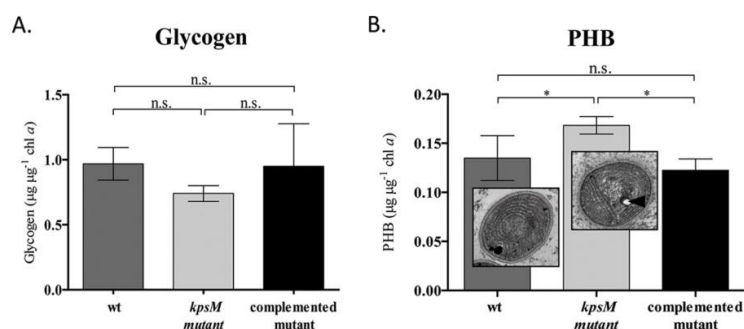 A.
Glycogen
n.s.
n.s. n.s.
1.5
1.0
0.5
0.0
Glycogen (μg μg⁻¹ chl a)
wt kpsM mutant complemented mutant
B.
PHB
n.s.
* *
0.20
0.15
0.10
0.05
0.00
PHB (μg μg⁻¹ chl a)
wt kpsM mutant complemented mutant